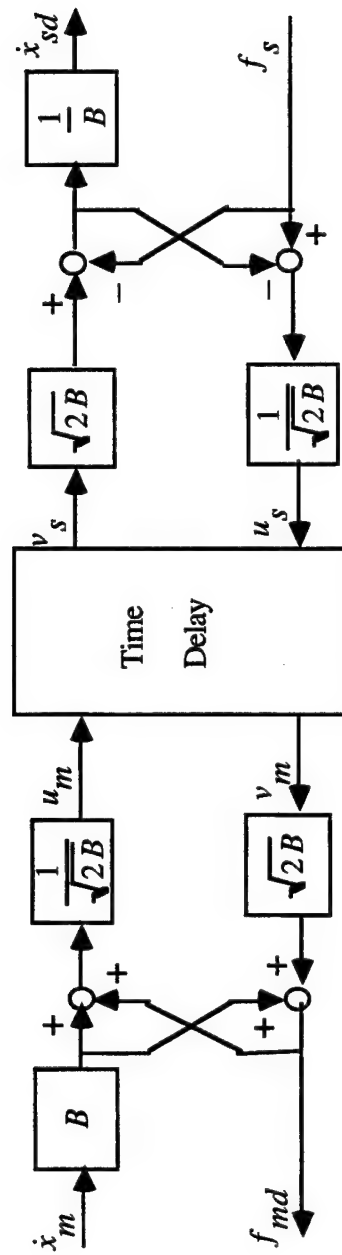 ẋ_m
B
+
+
1/√2B
u_m
Time
Delay
v_s
√2B
+
−
1/B
ẋ_sd
f_md
+
+
√2B
v_m
u_s
1/√2B
−
+
f_s